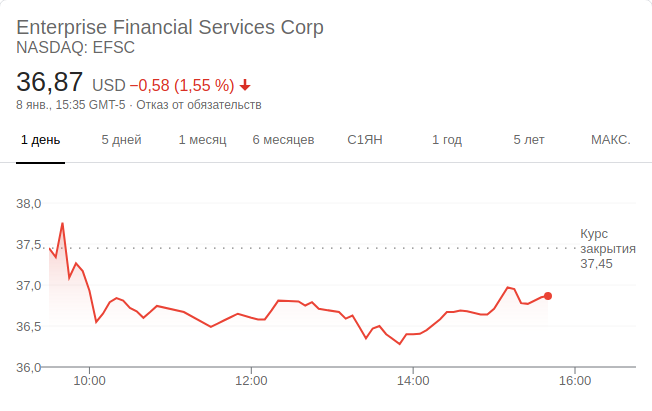 Enterprise Financial Services Corp
NASDAQ: EFSC
36,87 USD −0,58 (1,55 %)
8 янв., 15:35 GMT-5 · Отказ от обязательств
1 день 5 дней 1 месяц 6 месяцев С1ЯН 1 год 5 лет МАКС.
38,0
37,5
37,0
36,5
36,0
Курс
закрытия
37,45
10:00 12:00 14:00 16:00